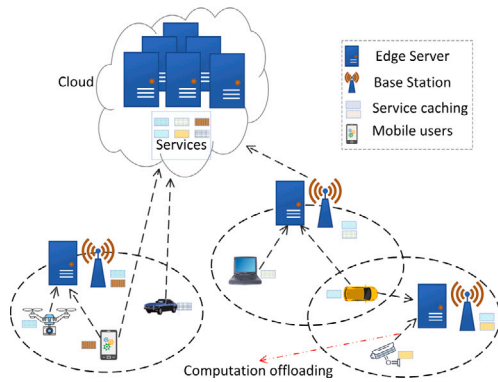 Cloud
Services
Edge Server
Base Station
Service caching
Mobile users
Computation offloading